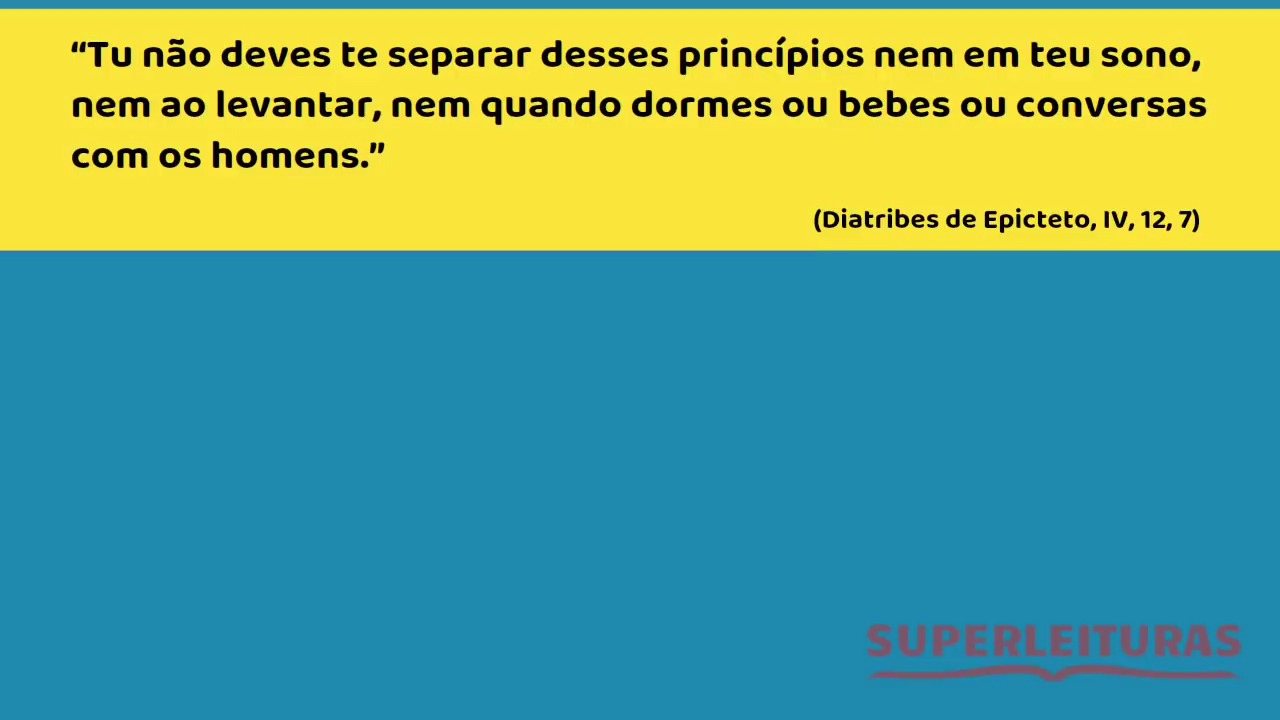 “Tu não deves te separar desses princípios nem em teu sono,
nem ao levantar, nem quando dormes ou bebes ou conversas
com os homens.”
(Diatribes de Epicteto, IV, 12, 7)
SUPERLEITURAS